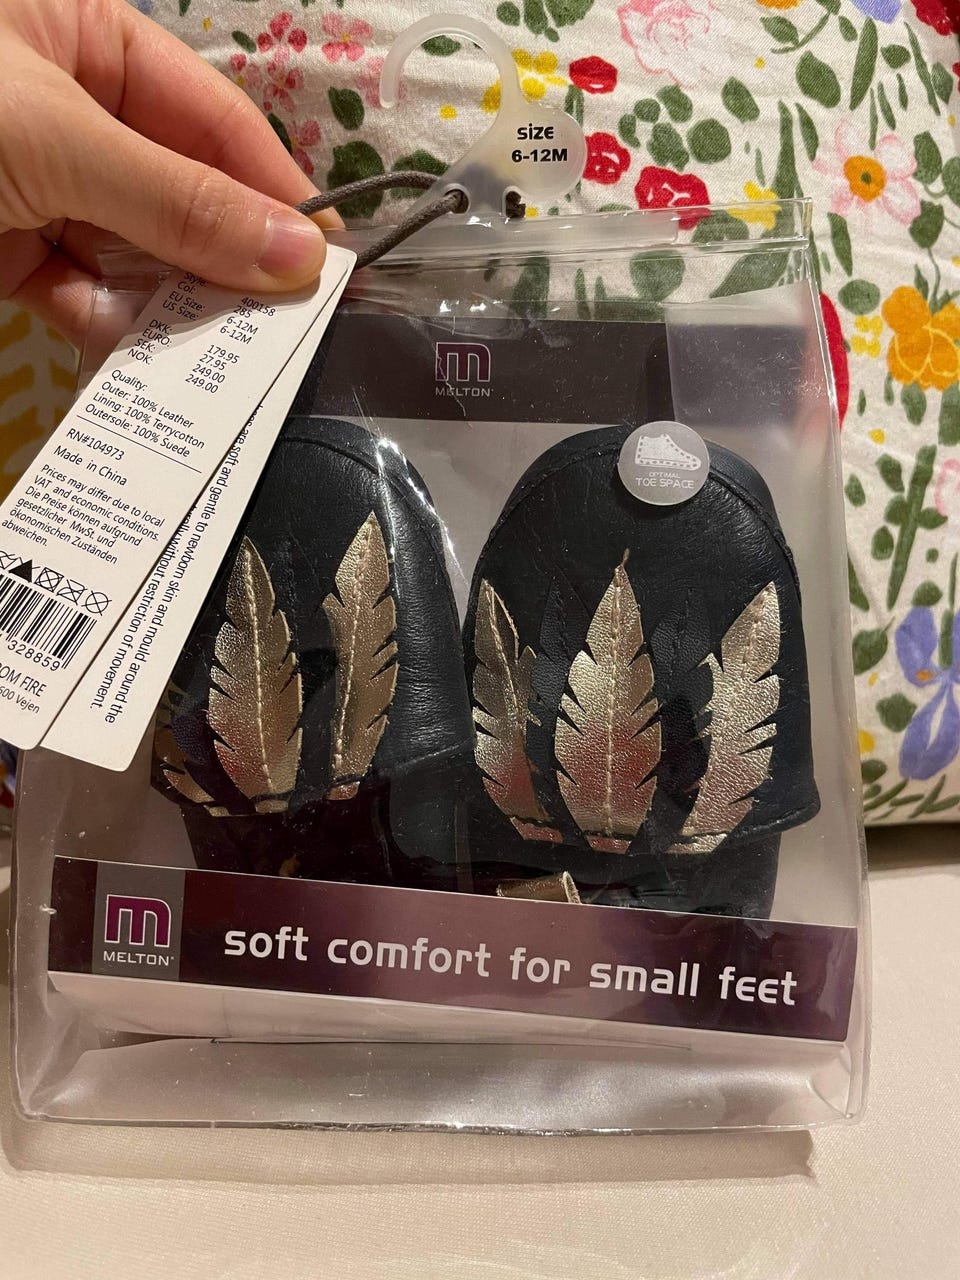 SIZE
6-12M
Style:
Col: 400158
EU Size: 285
US Size: 6-12M
6-12M
DKK: 179.95
EURO: 27.95
SEK: 249.00
NOK: 249.00
Quality:
Outer: 100% Leather
Lining: 100% Terrycotton
Outersole: 100% Suede
RN#104973
Made in China
Prices may differ due to local
VAT and economic conditions.
Die Preise können aufgrund
gesetzlicher MwSt. und
ökonomischen Zuständen
abweichen.
328859
FIRE
Vejen
are soft and gentle to newborn skin and mould around the
without restriction of movement.
m
MELTON
OPTIMAL
TOE SPACE
m
MELTON
soft comfort for small feet